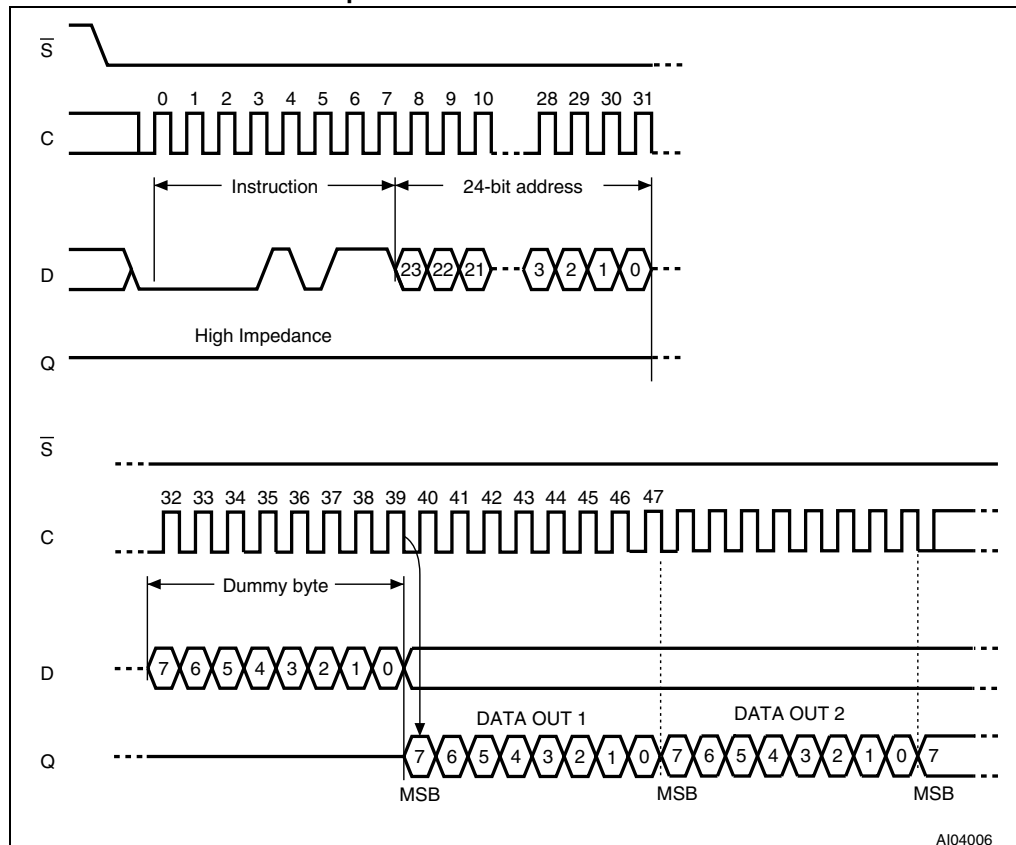 S
0 1 2 3 4 5 6 7 8 9 10 28 29 30 31
C
Instruction 24-bit address
D 23 22 21 3 2 1 0
High Impedance
Q
S
32 33 34 35 36 37 38 39 40 41 42 43 44 45 46 47
C
Dummy byte
D 7 6 5 4 3 2 1 0
DATA OUT 1 DATA OUT 2
Q 7 6 5 4 3 2 1 0 7 6 5 4 3 2 1 0 7
MSB MSB MSB
AI04006